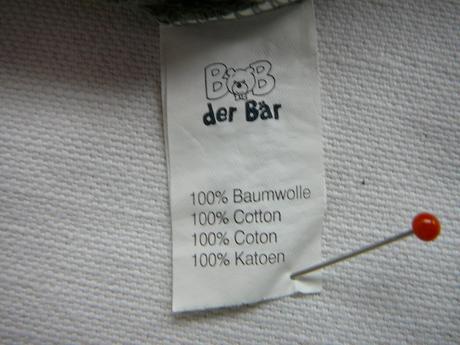 BOB
der Bär
100% Baumwolle
100% Cotton
100% Coton
100% Katoen